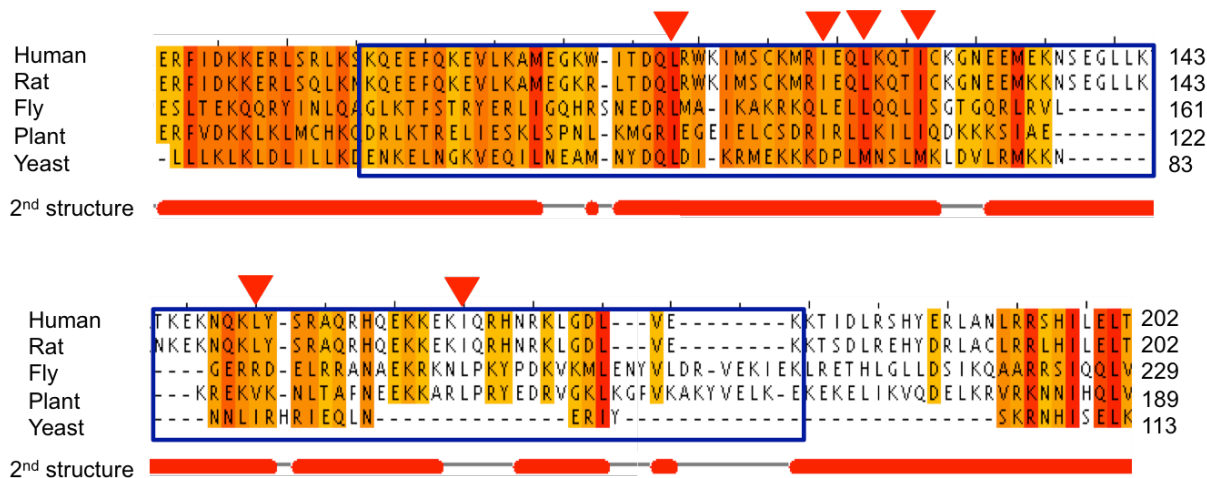 Human ERFIDKKERLSRLKSKQEEFQKEVLKAMEGKW-ITDQLRWKIMSCKMRIEQLKQTICKGNEEMEKNSEGLLK 143
Rat ERFIDKKERLSQLKNKQEEFQKEVLKAMEGKR-LTDQLRWKIMSCKMRIEQLKQTICKGNEEMEKNSEGLLK 143
Fly ESLTEKQQRYINLQAGLKTFSTRYERLIGQHRSNEDRLMA-IKAKRKQLELLQQLISGTGQRLRVL------ 161
Plant ERFVDKKLKLMCHKQDRLKTRELIESKLSPNL-KMGRIEGEIELCSDRIRLLKILIQDKKKSIAE------- 122
Yeast -LLLKLKLDLILLKDENKELNGKVEQILNEAM-NYDQLDI-KRMEKKKDPLMNSLMKLDVLRMKKN------ 83
2nd structure
Human TKEKNQKLY-SRAQRHQEKKEKIQRHNRKLGDL---VE--------KKTIDLRSHYERLANLRRSHILELT 202
Rat NKEKNQKLY-SRAQRHQEKKEKIQRHNRKLGDL---VE--------KKTSDLREHYDRLACLRRLHILELT 202
Fly ----GERRD-ELRRANAEKRKNLPKYPDKVKMLENYVLDR-VEKIEKLRETHLGLLDSIKQAARRSIQQLV 229
Plant ---KREKVK-NLTAFNEEKKARLPRYEDRVGKLKGFVKAKYVELK-EKEKELIKVQDELKRVRKNNIHQLV 189
Yeast ----NNLIRHRIEQLN--------------ERIY--------------------------SKRNNHISELK 113
2nd structure